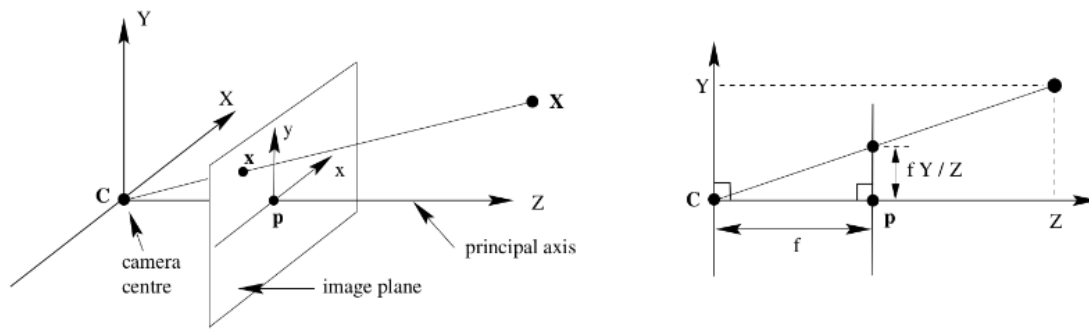 Y
X
X
y
x
x
C
Z
p
principal axis
camera
centre
image plane
Y
f Y / Z
C
p
Z
f